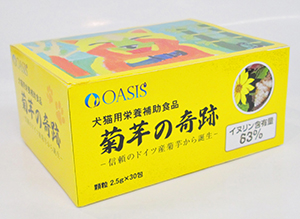 OASIS
犬猫用栄養補助食品
菊芋の奇跡
－信頼のドイツ産菊芋から誕生－
顆粒 2.5g×30包
イヌリン含有量
63%